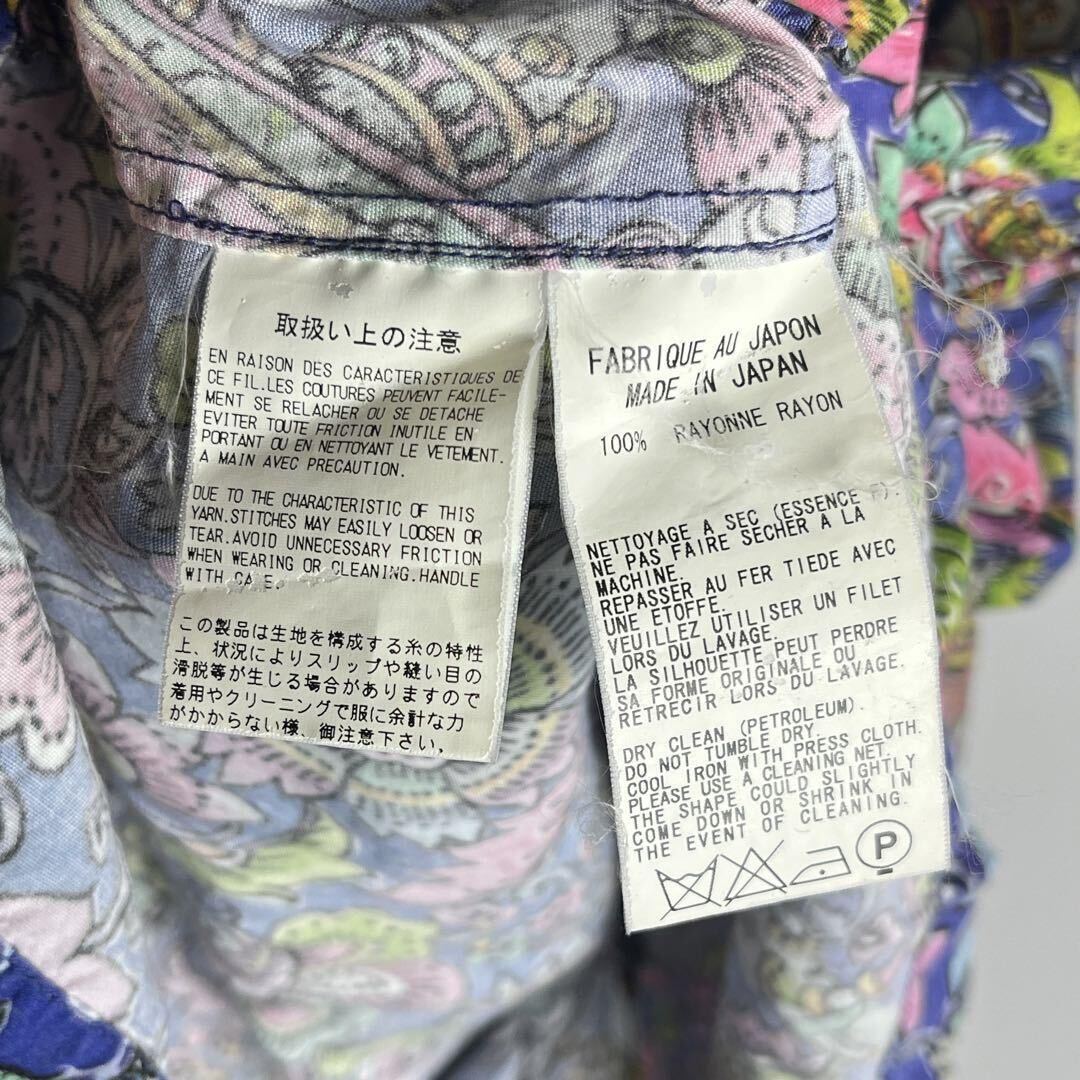 取扱い上の注意
EN RAISON DES CARACTERISTIQUES DE
CE FIL.LES COUTURES PEUVENT FACILE-
MENT SE RELACHER OU SE DETACHE
EVITER TOUTE FRICTION INUTILE EN
PORTANT OU EN NETTOYANT LE VETEMENT.
A MAIN AVEC PRECAUTION.
DUE TO THE CHARACTERISTIC OF THIS
YARN.STITCHES MAY EASILY LOOSEN OR
TEAR.AVOID UNNECESSARY FRICTION
WHEN WEARING OR CLEANING.HANDLE
WITH CA E.
この製品は生地を構成する糸の特性
上、状況によりスリップや縫い目の
滑脱等が生じる場合がありますので
着用やクリーニングで服に余計な力
がかからない様、御注意下さい。
FABRIQUE AU JAPON
MADE IN JAPAN
100% RAYONNE RAYON
NETTOYAGE A SEC (ESSENCE F).
NE PAS FAIRE SECHER A LA
MACHINE.
REPASSER AU FER TIEDE AVEC
UNE ETOFFE.
VEUILLEZ UTILISER UN FILET
LORS DU LAVAGE.
LA SILHOUETTE PEUT PERDRE
SA FORME ORIGINALE OU
RETRECIR LORS DU LAVAGE.
DRY CLEAN (PETROLEUM).
DO NOT TUMBLE DRY.
COOL IRON WITH PRESS CLOTH.
PLEASE USE A CLEANING NET.
THE SHAPE COULD SLIGHTLY
COME DOWN OR SHRINK IN
THE EVENT OF CLEANING.
P